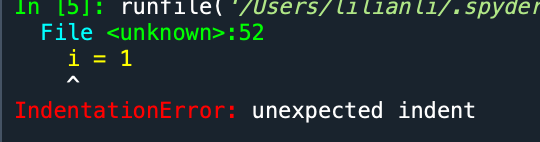 In [5]: runfile('/Users/lilianli/.spyder
File <unknown>:52
i = 1
^
IndentationError: unexpected indent